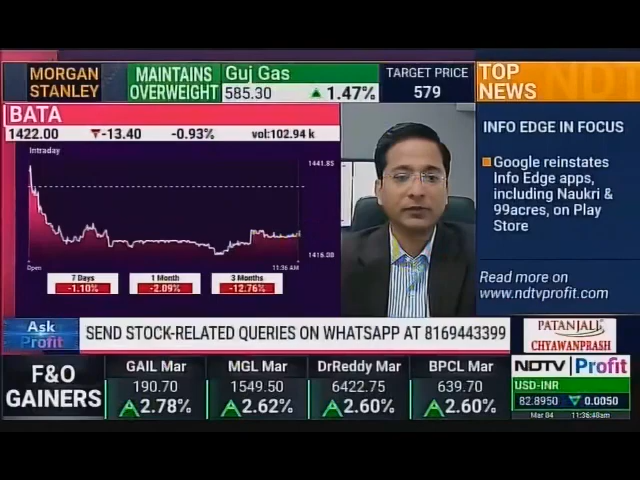 MORGAN
STANLEY
MAINTAINS
OVERWEIGHT
Guj Gas
585.30 ▲ 1.47%
TARGET PRICE
579
TOP
NEWS
BATA
1422.00 ▼-13.40 -0.93% vol:102.94 k
Intraday
1441.85
1416.00
Open 11:36 AM
7 Days 1 Month 3 Months
-1.10% -2.09% -12.76%
INFO EDGE IN FOCUS
Google reinstates
Info Edge apps,
including Naukri &
99acres, on Play
Store
Read more on
www.ndtvprofit.com
Ask
Profit
SEND STOCK-RELATED QUERIES ON WHATSAPP AT 8169443399
PATANJALI
CHYAWANPRASH
F&O
GAINERS
GAIL Mar
190.70
2.78%
MGL Mar
1549.50
2.62%
DrReddy Mar
6422.75
2.60%
BPCL Mar
639.70
2.60%
NDTV Profit
USD-INR
82.8950 ▼ 0.0050
Mar 04 11:36:48am